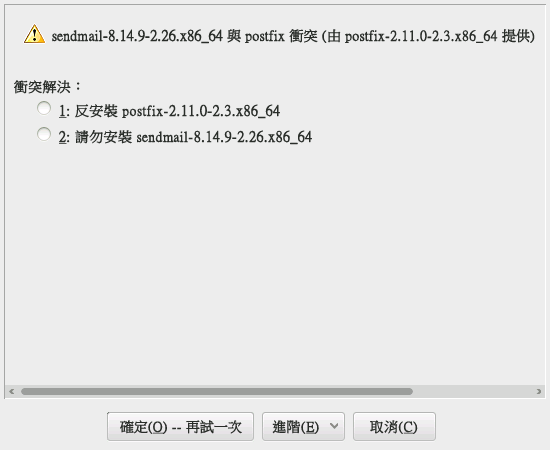 sendmail-8.14.9-2.26.x86_64 與 postfix 衝突 (由 postfix-2.11.0-2.3.x86_64 提供)
衝突解決：
1: 反安裝 postfix-2.11.0-2.3.x86_64
2: 請勿安裝 sendmail-8.14.9-2.26.x86_64
確定(O) -- 再試一次 進階(E) 取消(C)